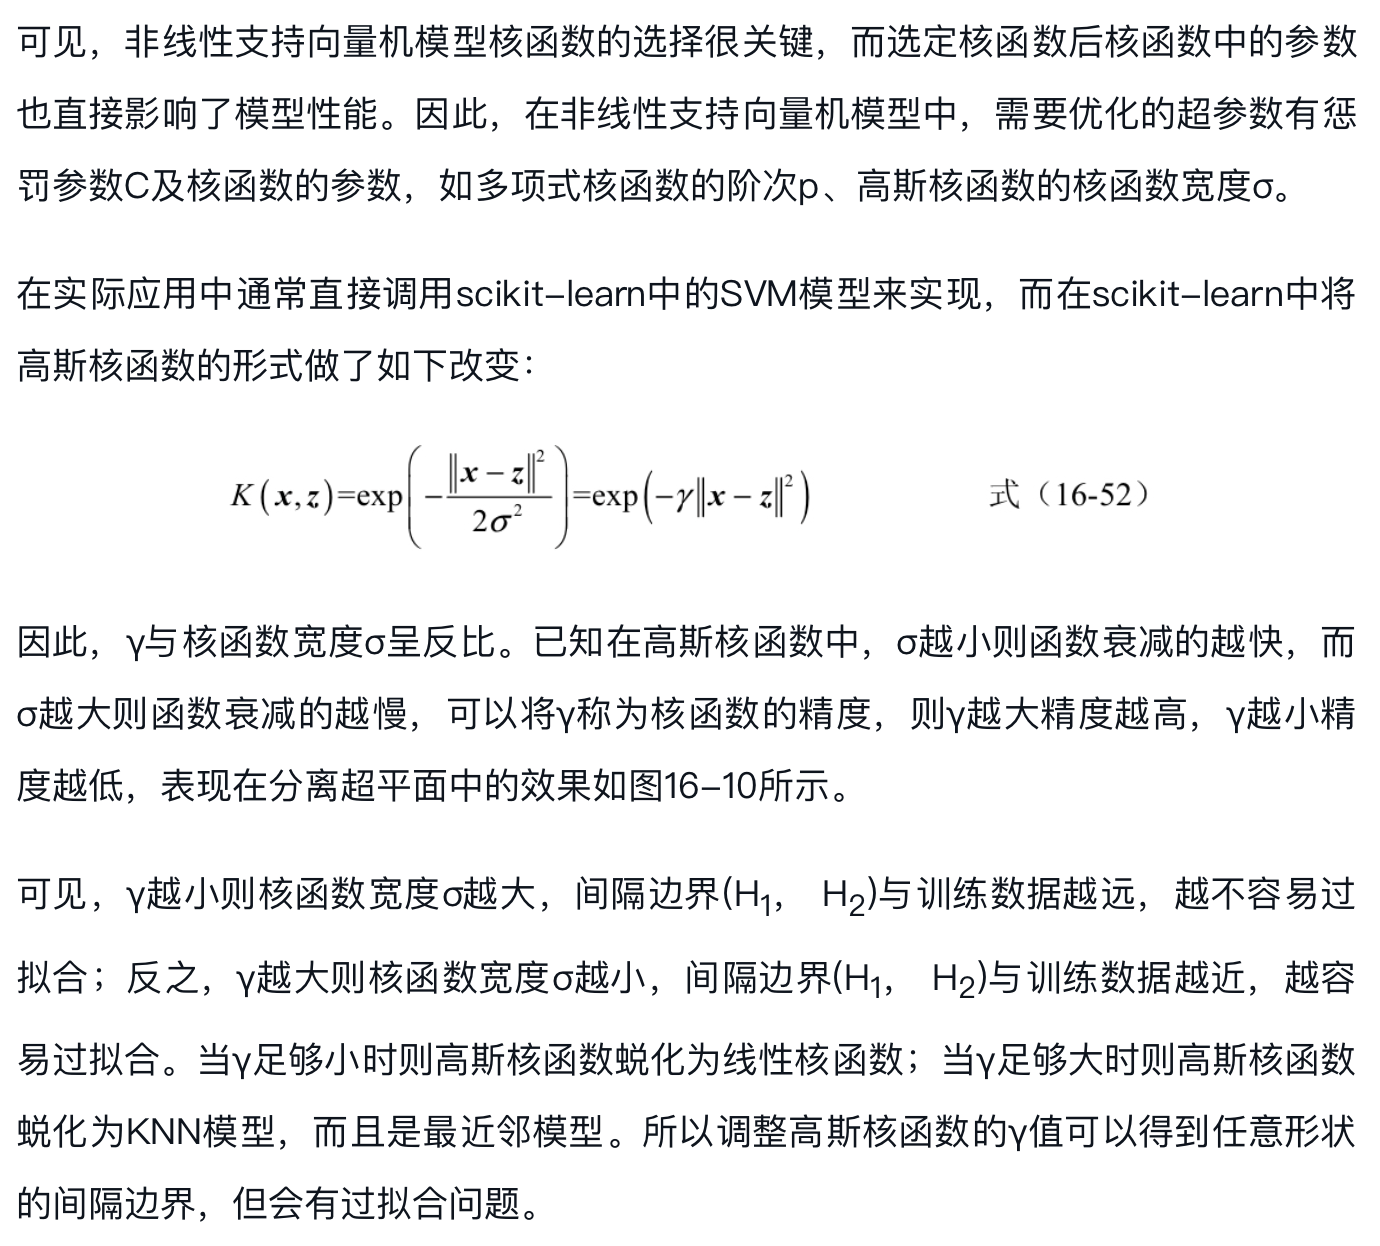 可见，非线性支持向量机模型核函数的选择很关键，而选定核函数后核函数中的参数
也直接影响了模型性能。因此，在非线性支持向量机模型中，需要优化的超参数有惩
罚参数C及核函数的参数，如多项式核函数的阶次p、高斯核函数的核函数宽度σ。
在实际应用中通常直接调用scikit–learn中的SVM模型来实现，而在scikit–learn中将
高斯核函数的形式做了如下改变：
K(x,z)=exp(-‖x-z‖²/2σ²)=exp(-γ‖x-z‖²) 式（16-52）
因此，γ与核函数宽度σ呈反比。已知在高斯核函数中，σ越小则函数衰减的越快，而
σ越大则函数衰减的越慢，可以将γ称为核函数的精度，则γ越大精度越高，γ越小精
度越低，表现在分离超平面中的效果如图16–10所示。
可见，γ越小则核函数宽度σ越大，间隔边界(H₁， H₂)与训练数据越远，越不容易过
拟合；反之，γ越大则核函数宽度σ越小，间隔边界(H₁， H₂)与训练数据越近，越容
易过拟合。当γ足够小时则高斯核函数蜕化为线性核函数；当γ足够大时则高斯核函数
蜕化为KNN模型，而且是最近邻模型。所以调整高斯核函数的γ值可以得到任意形状
的间隔边界，但会有过拟合问题。